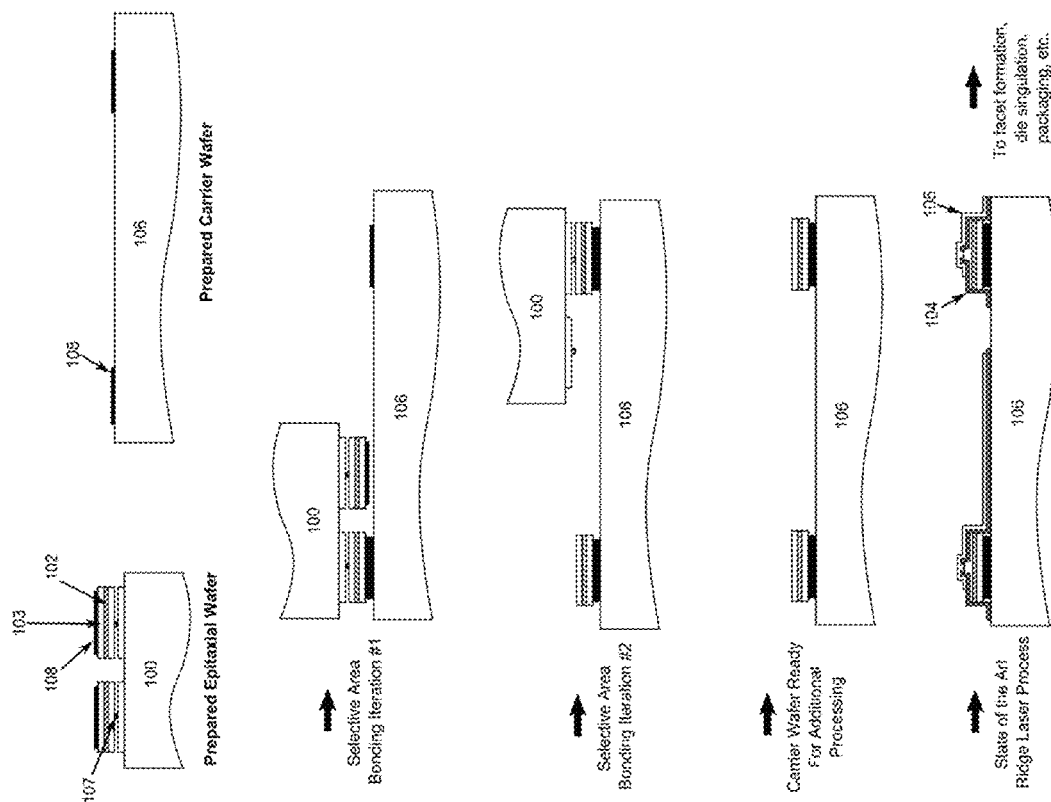 103
102
108
107
100
Prepared Epitaxial Wafer
108
106
Prepared Carrier Wafer
Selective Area
Bonding Iteration #1
100
106
Selective Area
Bonding Iteration #2
100
106
Carrier Wafer Ready
For Additional
Processing
106
State of the Art
Ridge Laser Process
104
105
106
To facet formation,
die singulation,
packaging, etc.